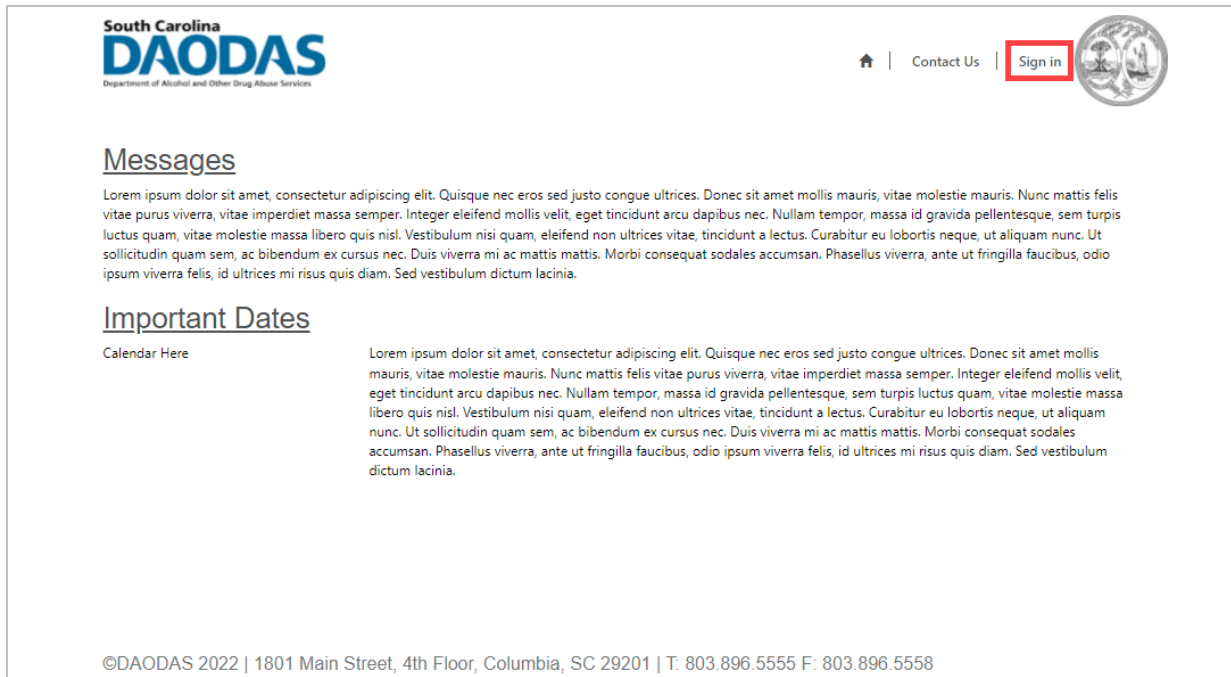 South Carolina
DAODAS
Department of Alcohol and Other Drug Abuse Services
Contact Us | Sign in
Messages
Lorem ipsum dolor sit amet, consectetur adipiscing elit. Quisque nec eros sed justo congue ultrices. Donec sit amet mollis mauris, vitae molestie mauris. Nunc mattis felis
vitae purus viverra, vitae imperdiet massa semper. Integer eleifend mollis velit, eget tincidunt arcu dapibus nec. Nullam tempor, massa id gravida pellentesque, sem turpis
luctus quam, vitae molestie massa libero quis nisl. Vestibulum nisi quam, eleifend non ultrices vitae, tincidunt a lectus. Curabitur eu lobortis neque, ut aliquam nunc. Ut
sollicitudin quam sem, ac bibendum ex cursus nec. Duis viverra mi ac mattis mattis. Morbi consequat sodales accumsan. Phasellus viverra, ante ut fringilla faucibus, odio
ipsum viverra felis, id ultrices mi risus quis diam. Sed vestibulum dictum lacinia.
Important Dates
Calendar Here
Lorem ipsum dolor sit amet, consectetur adipiscing elit. Quisque nec eros sed justo congue ultrices. Donec sit amet mollis
mauris, vitae molestie mauris. Nunc mattis felis vitae purus viverra, vitae imperdiet massa semper. Integer eleifend mollis velit,
eget tincidunt arcu dapibus nec. Nullam tempor, massa id gravida pellentesque, sem turpis luctus quam, vitae molestie massa
libero quis nisl. Vestibulum nisi quam, eleifend non ultrices vitae, tincidunt a lectus. Curabitur eu lobortis neque, ut aliquam
nunc. Ut sollicitudin quam sem, ac bibendum ex cursus nec. Duis viverra mi ac mattis mattis. Morbi consequat sodales
accumsan. Phasellus viverra, ante ut fringilla faucibus, odio ipsum viverra felis, id ultrices mi risus quis diam. Sed vestibulum
dictum lacinia.
©DAODAS 2022 | 1801 Main Street, 4th Floor, Columbia, SC 29201 | T: 803.896.5555 F: 803.896.5558